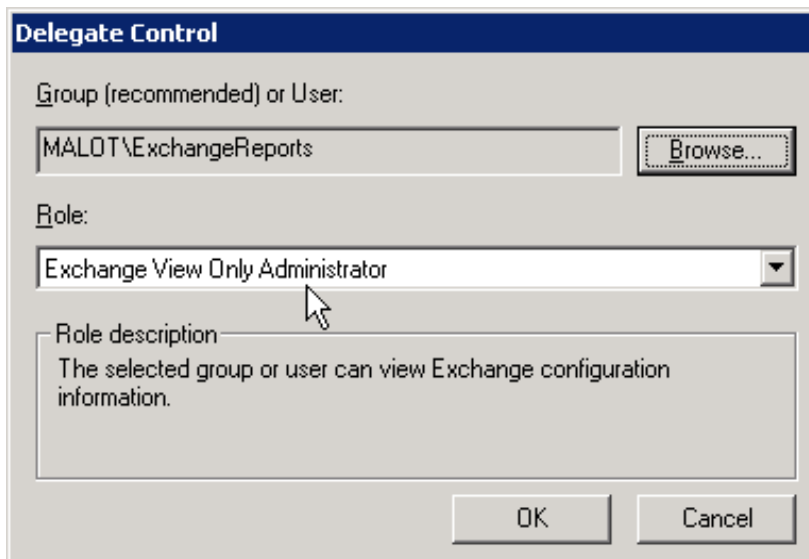 Delegate Control
Group (recommended) or User:
MALOT\ExchangeReports
Browse...
Role:
Exchange View Only Administrator
Role description
The selected group or user can view Exchange configuration
information.
OK
Cancel